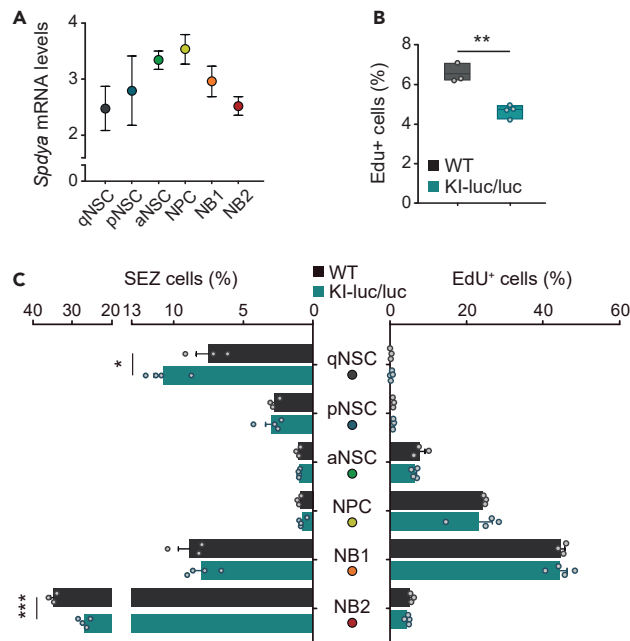 A
Spdya mRNA levels
4
3
2
0
qNSC
pNSC
aNSC
NPC
NB1
NB2
B
Edu+ cells (%)
8
6
4
2
0
**
WT
KI-luc/luc
C
SEZ cells (%)
WT
KI-luc/luc
EdU+ cells (%)
40 30 20 13 10 5 0
0 20 40 60
*
qNSC
pNSC
aNSC
NPC
NB1
***
NB2